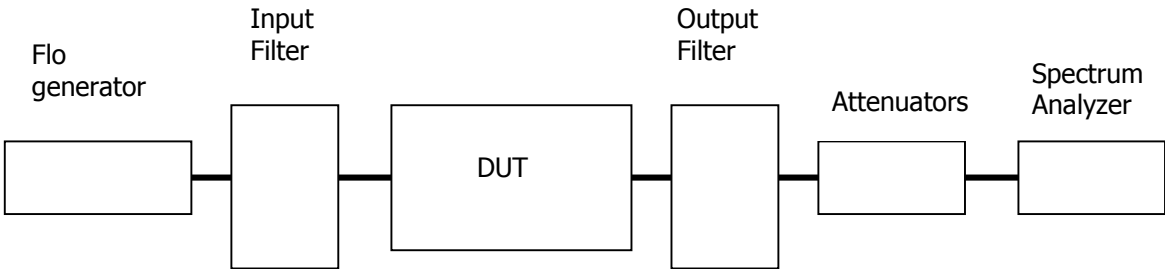 Flo
generator
Input
Filter
DUT
Output
Filter
Attenuators
Spectrum
Analyzer